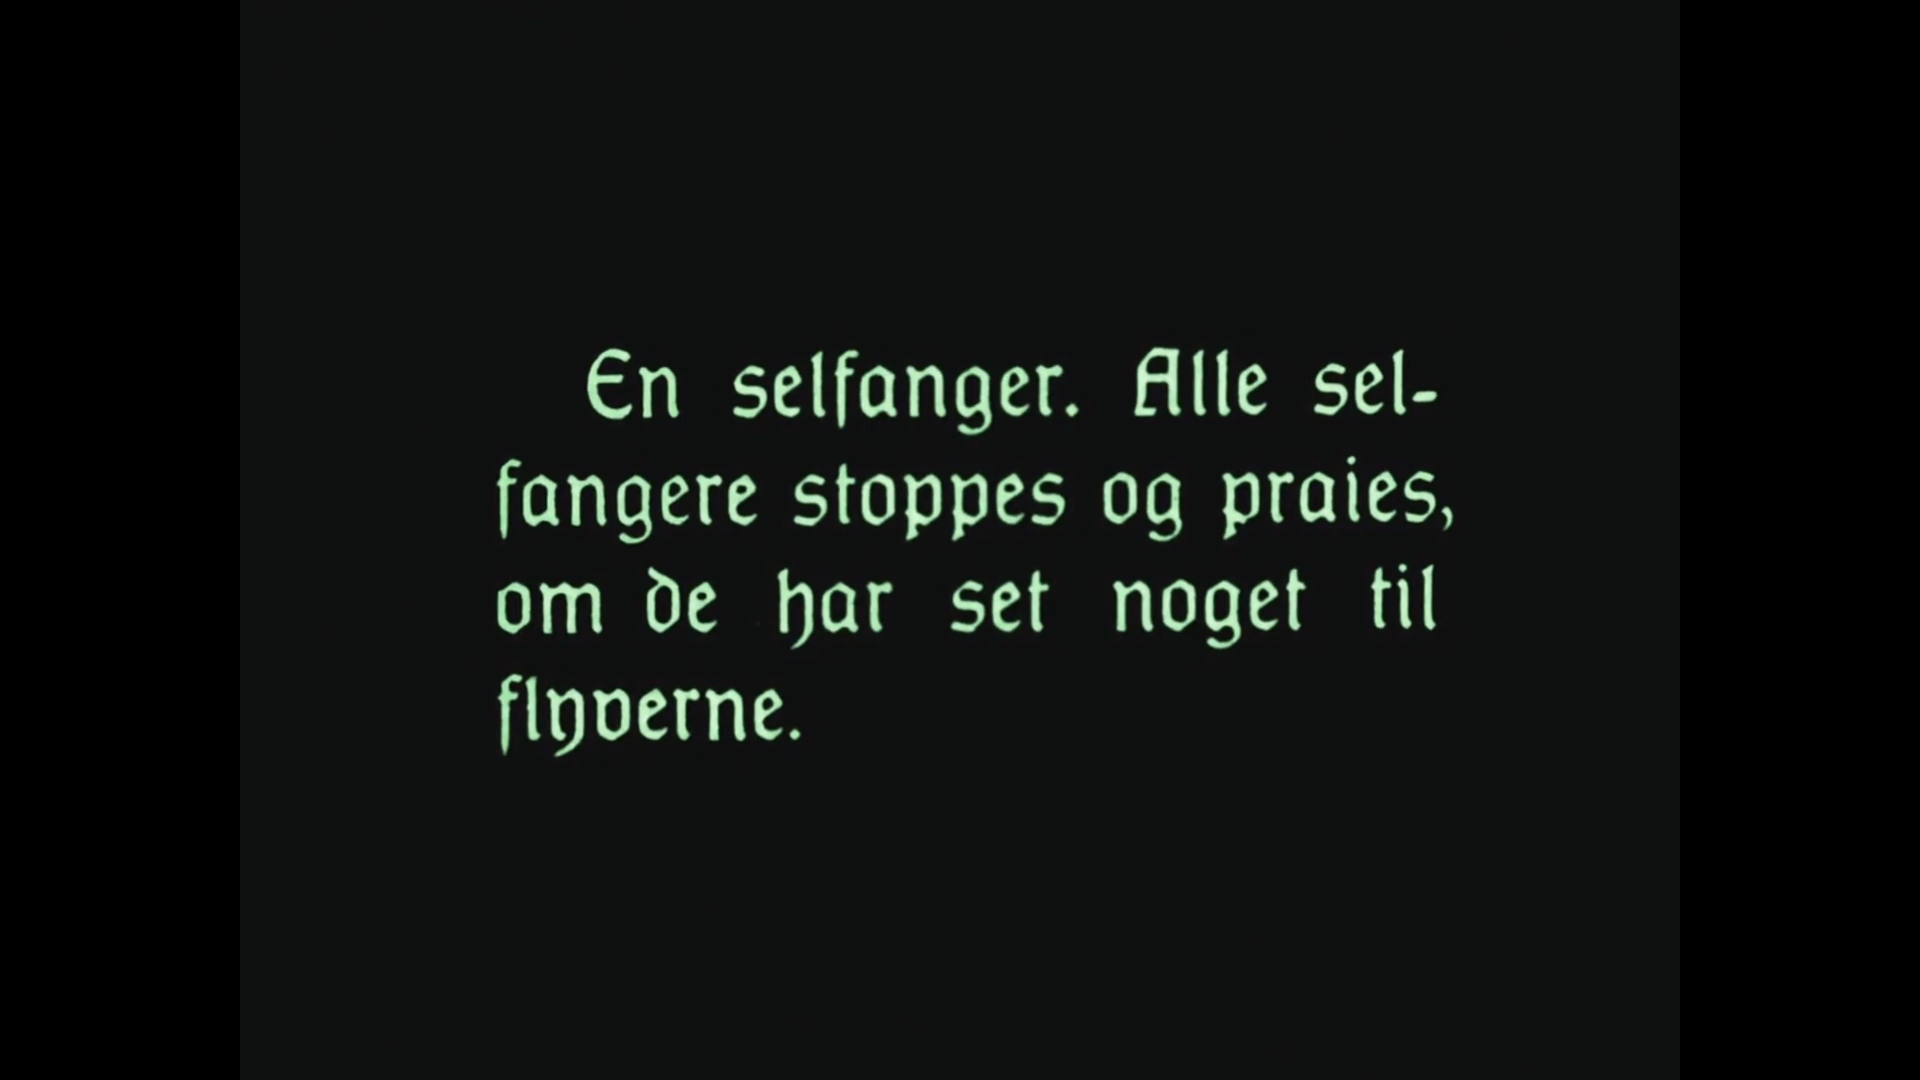 En selfanger. Alle sel-
fangere stoppes og praies,
om de har set noget til
flyverne.